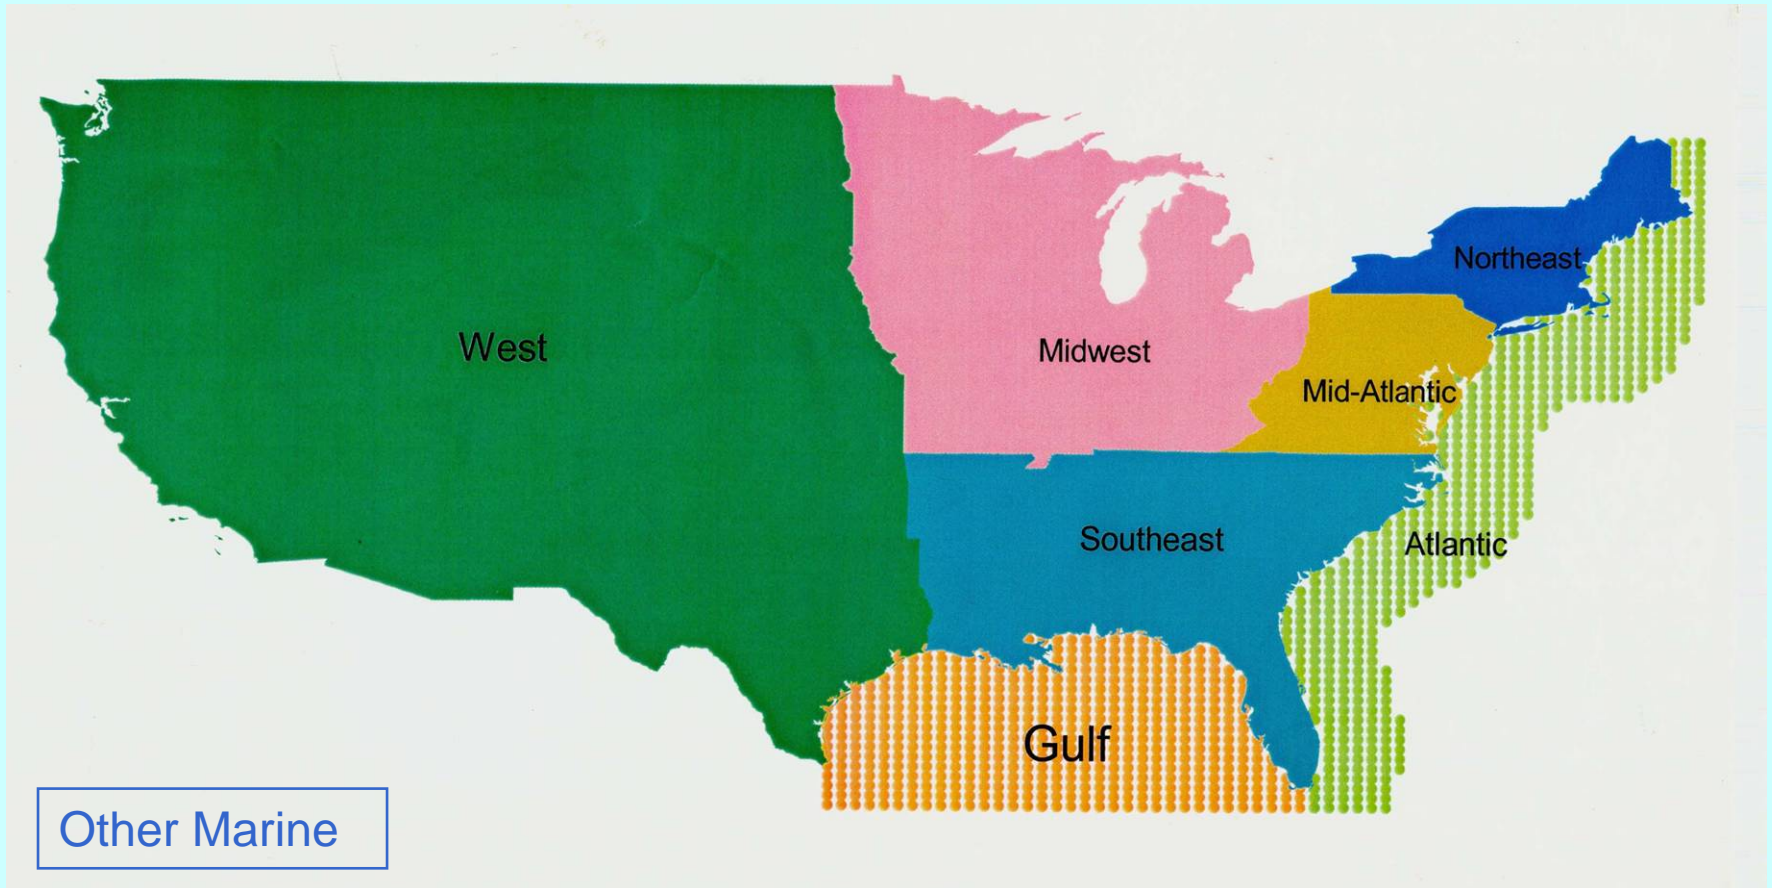 Northeast
West
Midwest
Mid-Atlantic
Southeast
Atlantic
Gulf
Other Marine